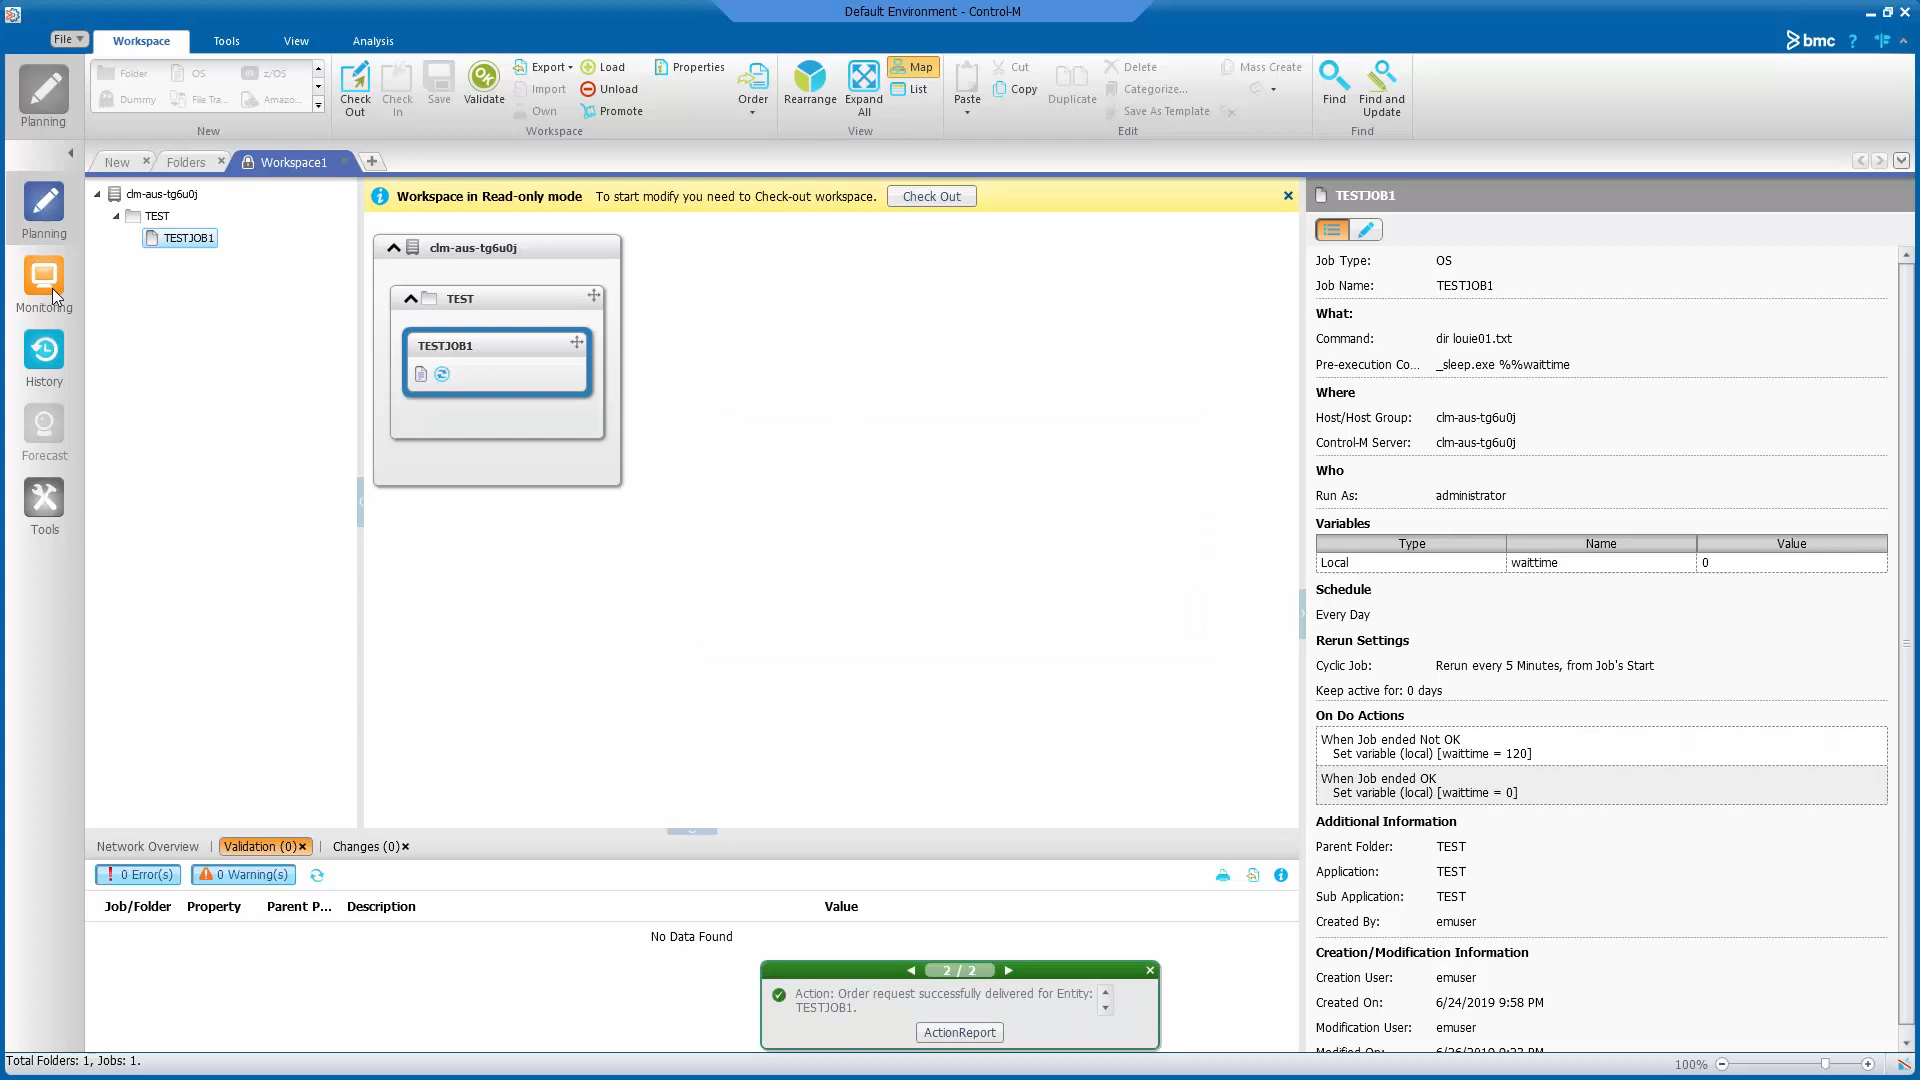 Default Environment - Control-M
File
Workspace
Tools
View
Analysis
bmc
?
Planning
Folder
OS
z/OS
Dummy
File Tra...
Amazo...
New
Check Out
Check In
Save
Validate
Export
Import
Own
Load
Unload
Promote
Properties
Order
Workspace
Rearrange
Expand All
Map
List
View
Paste
Cut
Copy
Duplicate
Delete
Categorize...
Save As Template
Mass Create
Edit
Find
Find and Update
Find
New
Folders
Workspace1
Planning
Monitoring
History
Forecast
Tools
clm-aus-tg6u0j
TEST
TESTJOB1
Workspace in Read-only mode To start modify you need to Check-out workspace. Check Out
clm-aus-tg6u0j
TEST
TESTJOB1
TESTJOB1
Job Type: OS
Job Name: TESTJOB1
What:
Command: dir louie01.txt
Pre-execution Co... _sleep.exe %%waittime
Where
Host/Host Group: clm-aus-tg6u0j
Control-M Server: clm-aus-tg6u0j
Who
Run As: administrator
Variables
Type Name Value
Local waittime 0
Schedule
Every Day
Rerun Settings
Cyclic Job: Rerun every 5 Minutes, from Job's Start
Keep active for: 0 days
On Do Actions
When Job ended Not OK
Set variable (local) [waittime = 120]
When Job ended OK
Set variable (local) [waittime = 0]
Additional Information
Parent Folder: TEST
Application: TEST
Sub Application: TEST
Created By: emuser
Creation/Modification Information
Creation User: emuser
Created On: 6/24/2019 9:58 PM
Modification User: emuser
Network Overview
Validation (0)
Changes (0)
0 Error(s)
0 Warning(s)
Job/Folder Property Parent P... Description Value
No Data Found
2 / 2
Action: Order request successfully delivered for Entity:
TESTJOB1.
ActionReport
Total Folders: 1, Jobs: 1.
100%